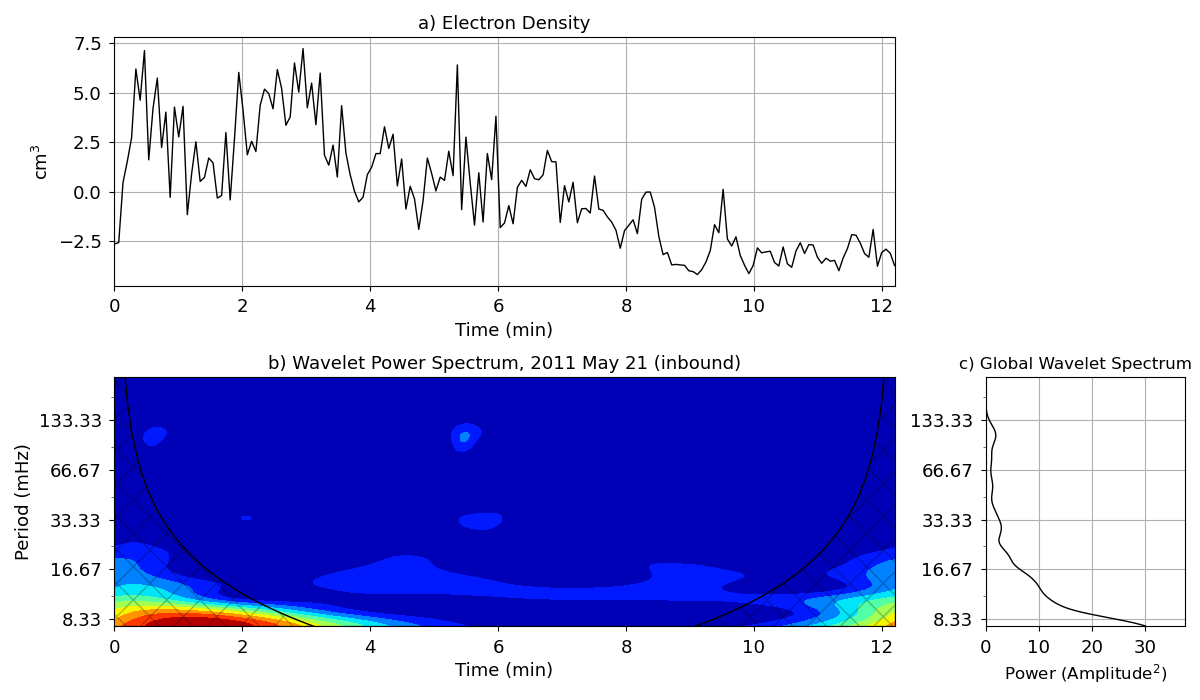 a) Electron Density
7.5
5.0
2.5
0.0
−2.5
cm³
0 2 4 6 8 10 12
Time (min)
b) Wavelet Power Spectrum, 2011 May 21 (inbound)
133.33
66.67
33.33
16.67
8.33
Period (mHz)
0 2 4 6 8 10 12
Time (min)
c) Global Wavelet Spectrum
133.33
66.67
33.33
16.67
8.33
0 10 20 30
Power (Amplitude²)